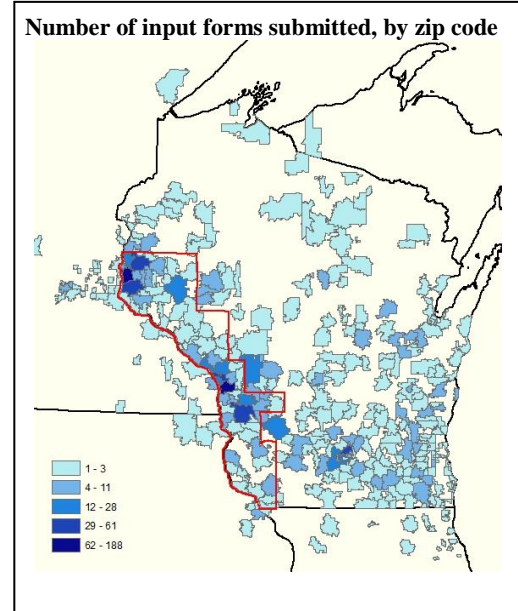 Number of input forms submitted, by zip code
1 - 3
4 - 11
12 - 28
29 - 61
62 - 188